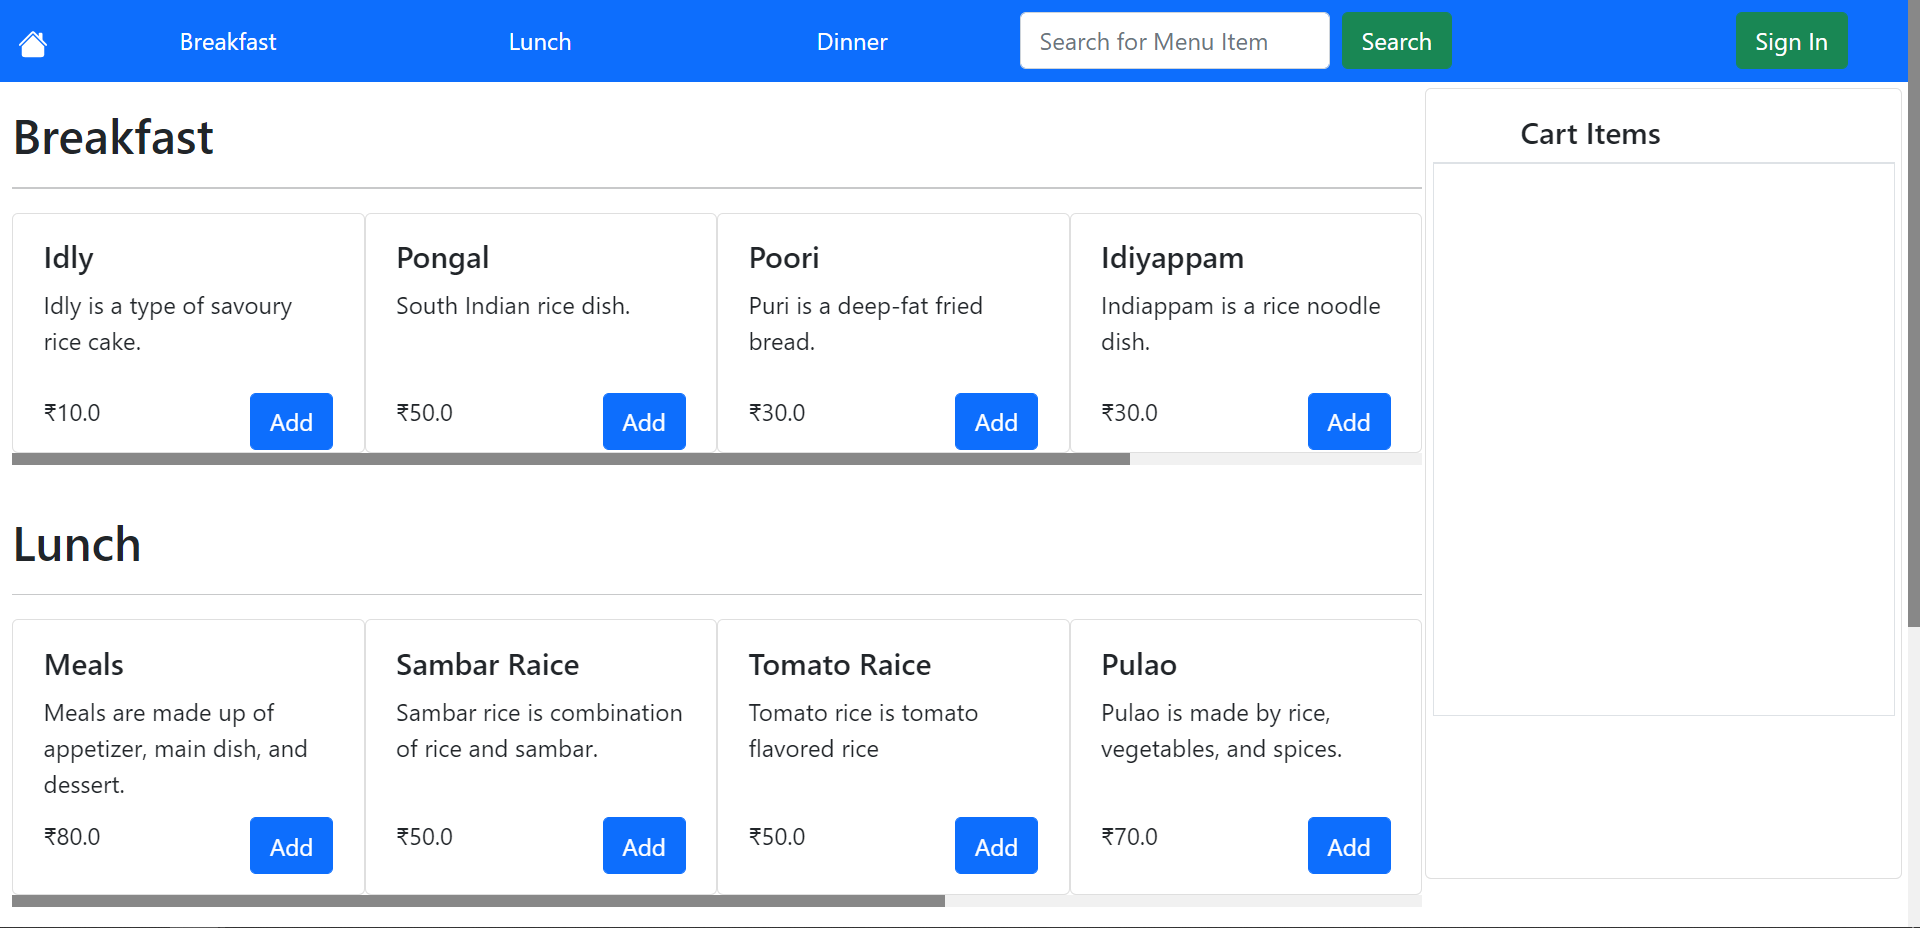 Breakfast
Lunch
Dinner
Search for Menu Item
Search
Sign In
Breakfast
Cart Items
Idly
Idly is a type of savoury
rice cake.
₹10.0
Add
Pongal
South Indian rice dish.
₹50.0
Add
Poori
Puri is a deep-fat fried
bread.
₹30.0
Add
Idiyappam
Indiappam is a rice noodle
dish.
₹30.0
Add
Lunch
Meals
Meals are made up of
appetizer, main dish, and
dessert.
₹80.0
Add
Sambar Raice
Sambar rice is combination
of rice and sambar.
₹50.0
Add
Tomato Raice
Tomato rice is tomato
flavored rice
₹50.0
Add
Pulao
Pulao is made by rice,
vegetables, and spices.
₹70.0
Add